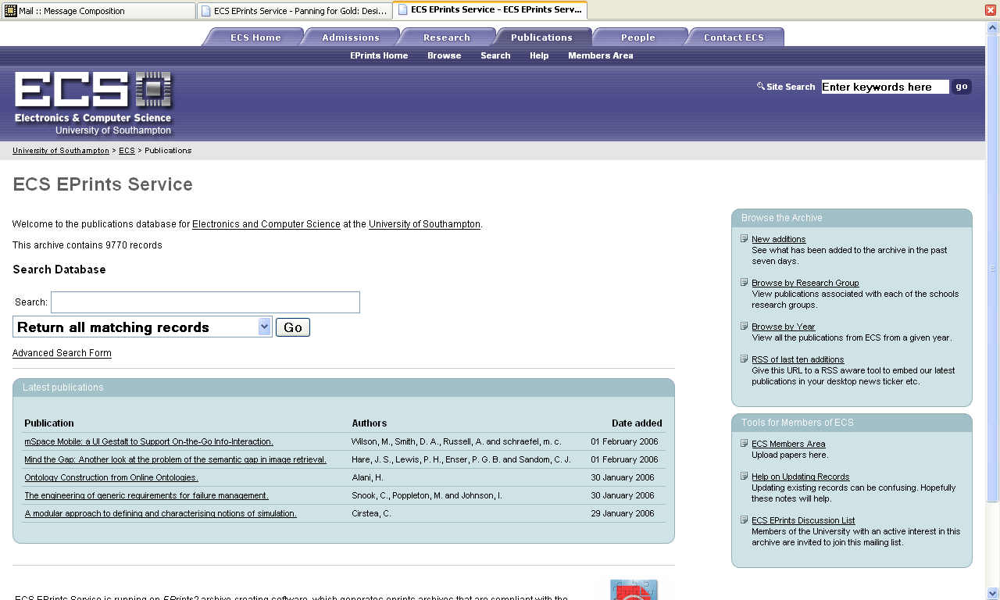 Mail :: Message Composition
ECS EPrints Service - Panning for Gold: Desi...
ECS EPrints Service - ECS EPrints Serv...
ECS Home
Admissions
Research
Publications
People
Contact ECS
EPrints Home
Browse
Search
Help
Members Area
ECS
Electronics & Computer Science
University of Southampton
Site Search
Enter keywords here
go
University of Southampton > ECS > Publications
ECS EPrints Service
Welcome to the publications database for Elecronics and Computer Science at the University of Southampton.
This archive contains 9770 records
Search Database
Search:
Return all matching records
Go
Advanced Search Form
Latest publications
Publication Authors Date added
mSpace Mobile: a UI Gestalt to Support On-the-Go Info-Interaction. Wilson, M., Smith, D. A., Russell, A. and schraefel, m. c. 01 February 2006
Mind the Gap: Another look at the problem of the semantic gap in image retrieval. Hare, J. S., Lewis, P. H., Enser, P. G. B. and Sandom, C. J. 01 February 2006
Ontology Construction from Online Ontologies. Alani, H. 30 January 2006
The engineering of generic requirements for failure management. Snook, C., Poppleton, M. and Johnson, I. 30 January 2006
A modular approach to defining and characterising notions of simulation. Cirstea, C. 29 January 2006
Browse the Archive
New additions
See what has been added to the archive in the past
seven days.
Browse by Research Group
View publications associated with each of the schools
research groups.
Browse by Year
View all the publications from ECS from a given year.
RSS of last ten additions
Give this URL to a RSS aware tool to embed our latest
publications in your desktop news ticker etc.
Tools for Members of ECS
ECS Members Area
Upload papers here.
Help on Updating Records
Updating existing records can be confusing. Hopefully
these notes will help.
ECS EPrints Discussion List
Members of the University with an active interest in this
archive are invited to join this mailing list.
ECS EPrints Service is running on EPrints2 archive-creating software, which generates eprints archives that are compliant with the